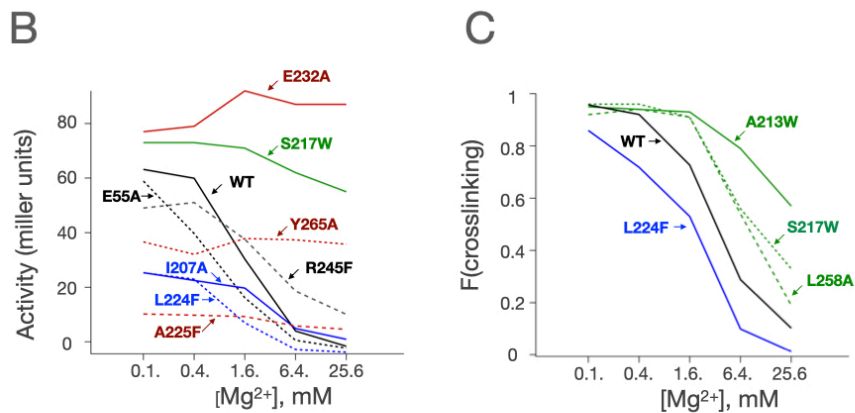 B
Activity (miller units)
80
60
40
20
0
E232A
S217W
WT
E55A
Y265A
I207A
R245F
L224F
A225F
0.1. 0.4. 1.6. 6.4. 25.6
[Mg2+], mM
C
F(crosslinking)
1
0.8
0.6
0.4
0.2
0
A213W
WT
L224F
S217W
L258A
0.1. 0.4. 1.6. 6.4. 25.6
[Mg2+], mM